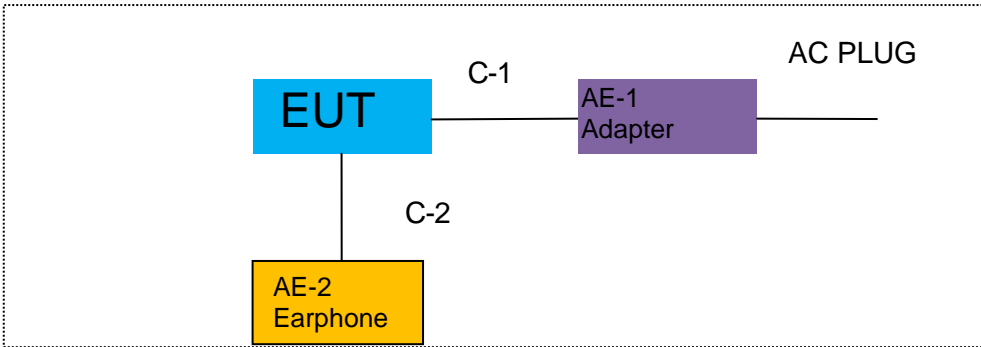 AC PLUG
C-1
EUT
AE-1
Adapter
C-2
AE-2
Earphone